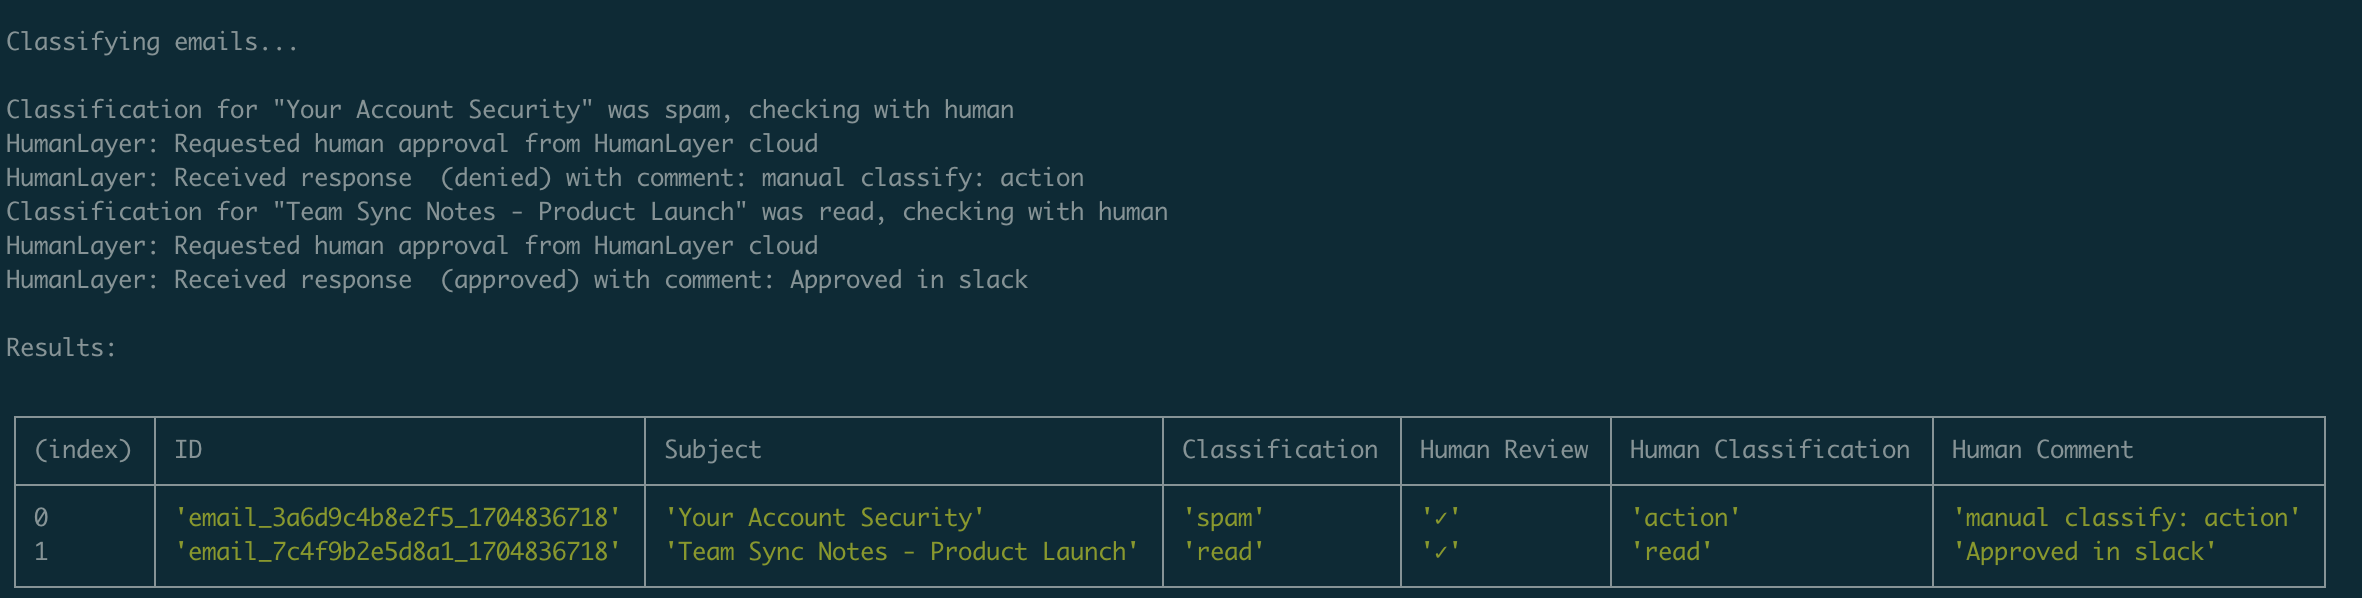 Classifying emails...
Classification for "Your Account Security" was spam, checking with human
HumanLayer: Requested human approval from HumanLayer cloud
HumanLayer: Received response  (denied) with comment: manual classify: action
Classification for "Team Sync Notes - Product Launch" was read, checking with human
HumanLayer: Requested human approval from HumanLayer cloud
HumanLayer: Received response  (approved) with comment: Approved in slack
Results:
(index) ID Subject Classification Human Review Human Classification Human Comment
0 'email_3a6d9c4b8e2f5_1704836718' 'Your Account Security' 'spam' '✓' 'action' 'manual classify: action'
1 'email_7c4f9b2e5d8a1_1704836718' 'Team Sync Notes - Product Launch' 'read' '✓' 'read' 'Approved in slack'